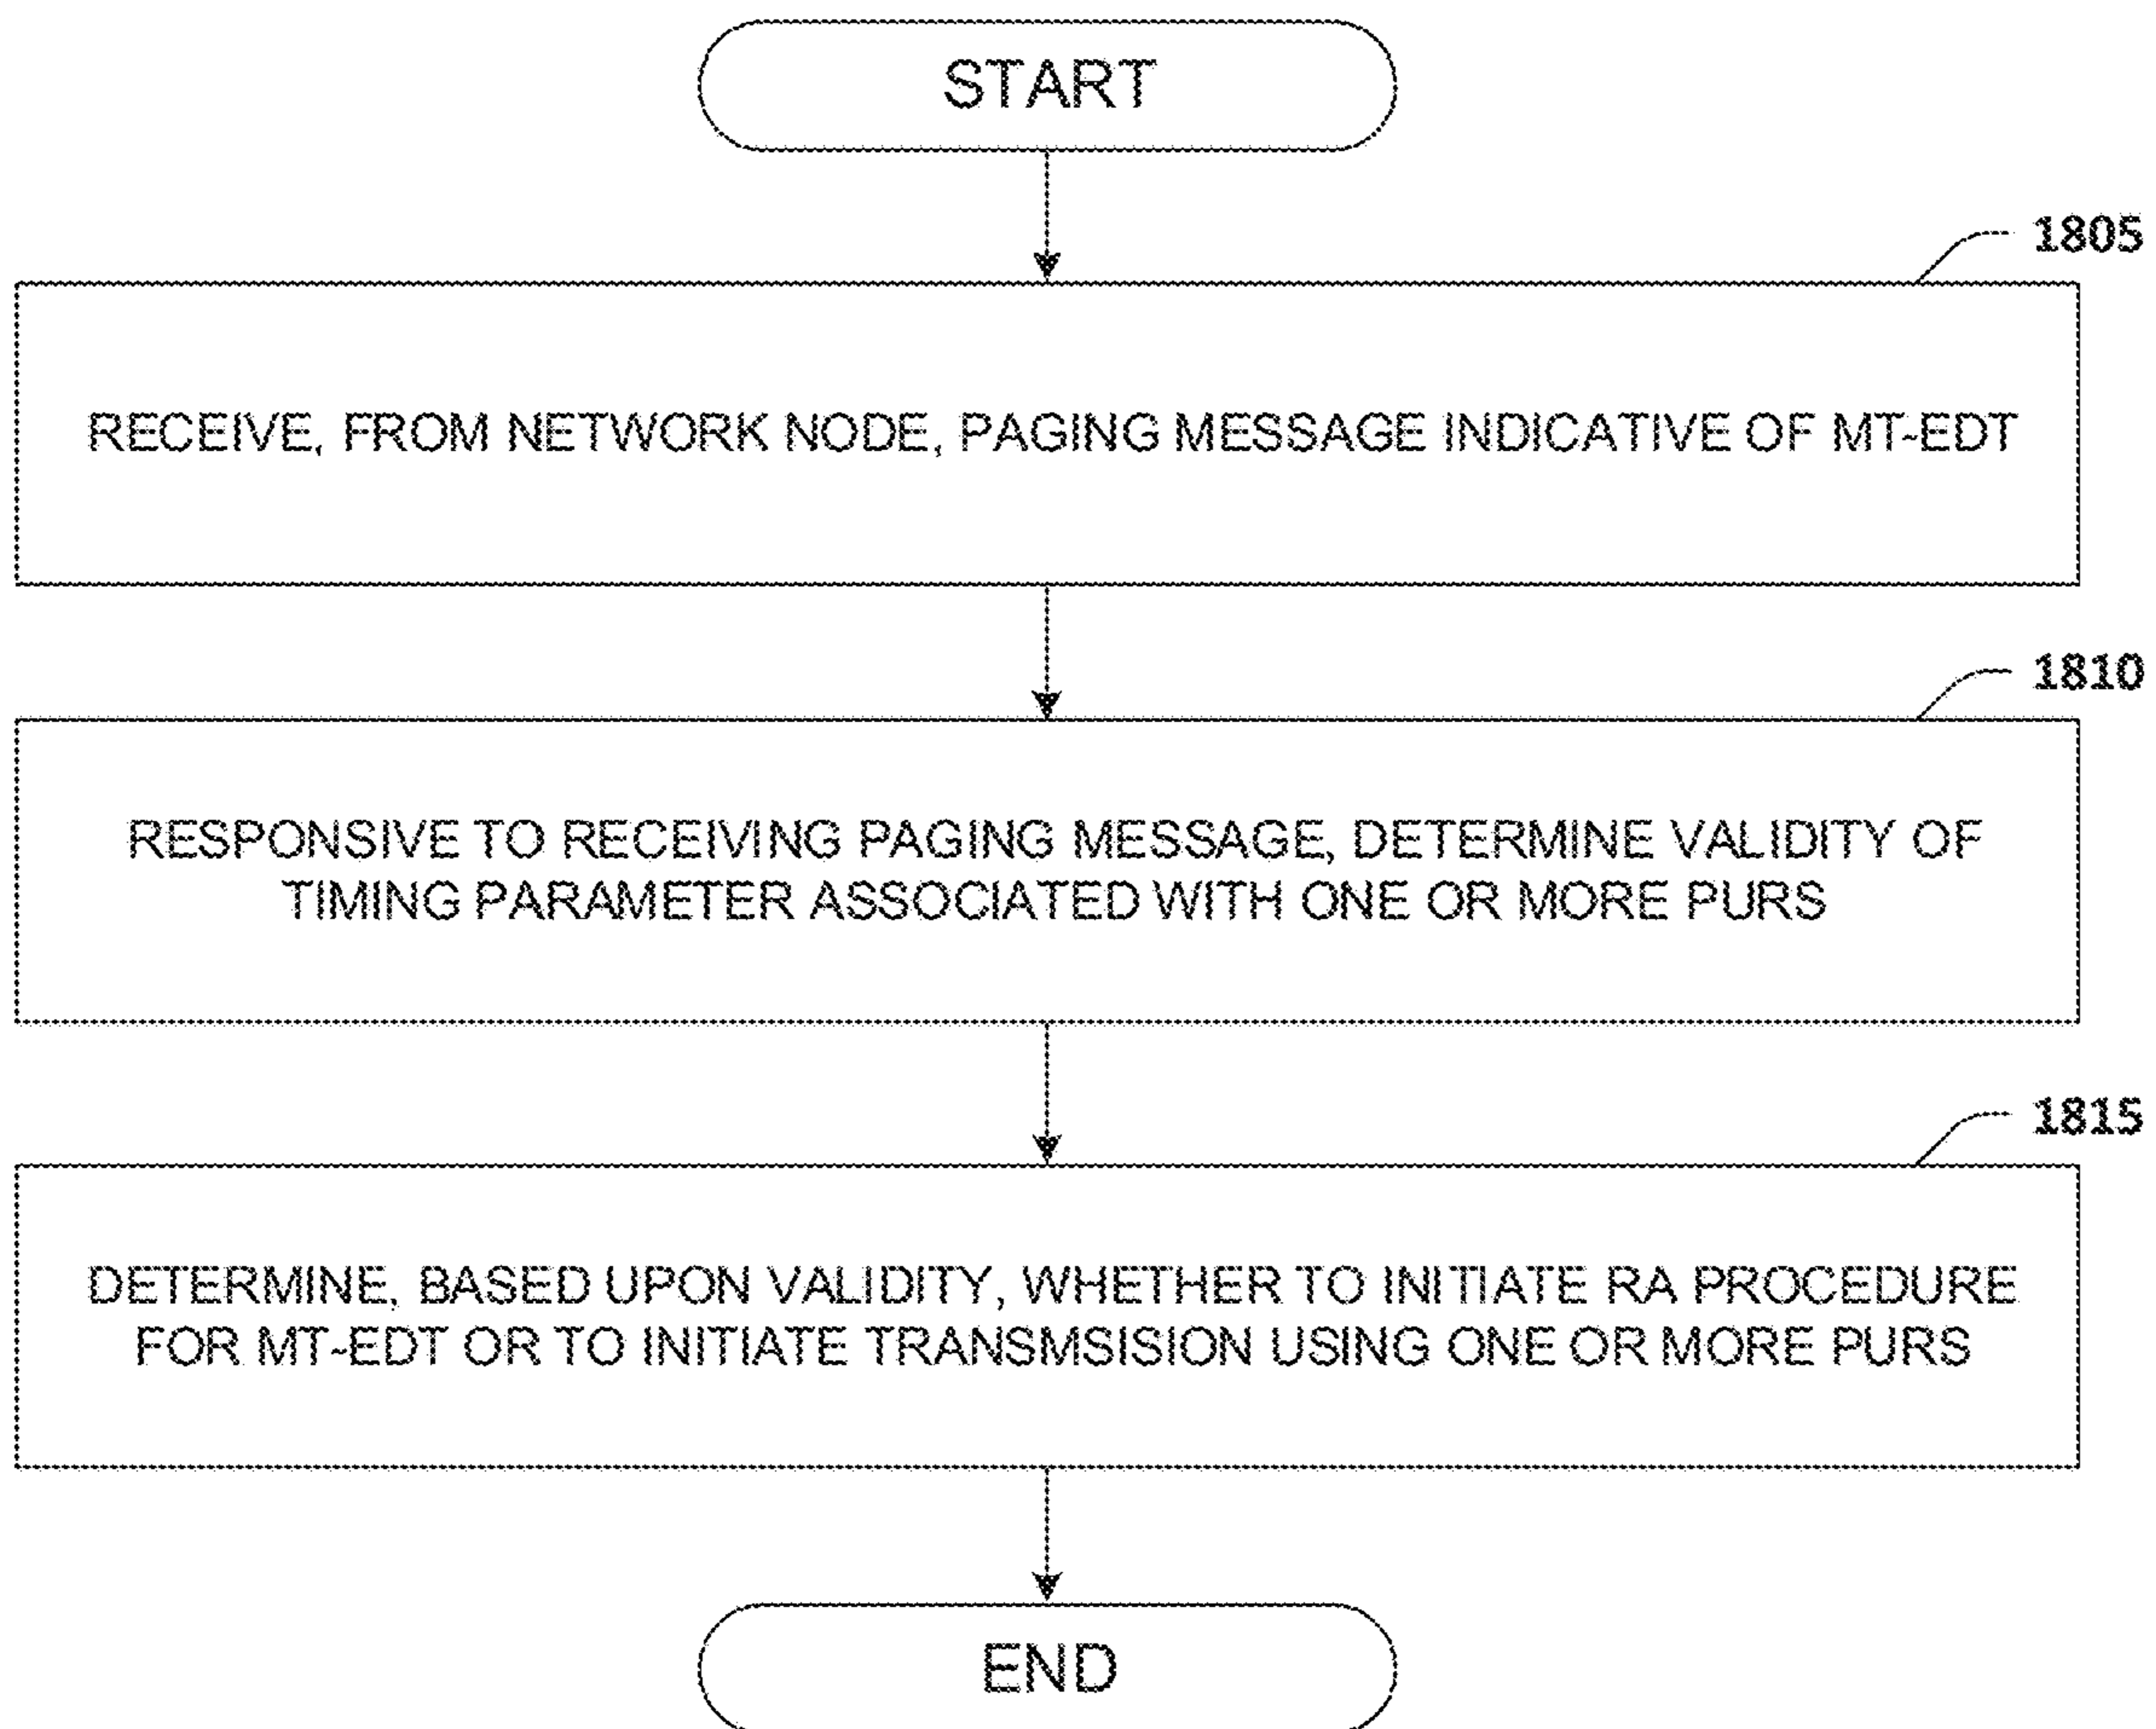 START
1805
RECEIVE, FROM NETWORK NODE, PAGING MESSAGE INDICATIVE OF MT-EDT
1810
RESPONSIVE TO RECEIVING PAGING MESSAGE, DETERMINE VALIDITY OF
TIMING PARAMETER ASSOCIATED WITH ONE OR MORE PURS
1815
DETERMINE, BASED UPON VALIDITY, WHETHER TO INITIATE RA PROCEDURE
FOR MT-EDT OR TO INITIATE TRANSMSISION USING ONE OR MORE PURS
END